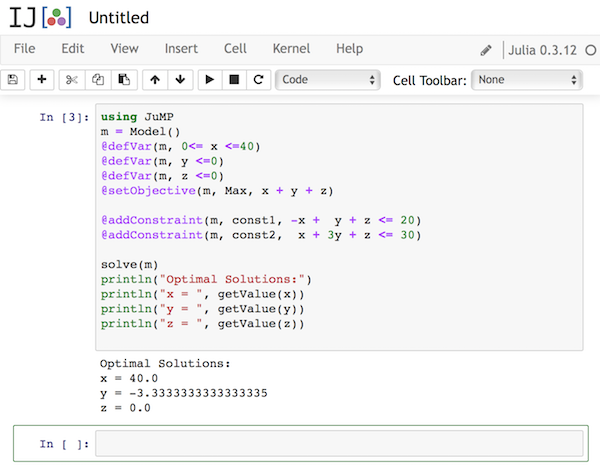 IJ[ ] Untitled
File Edit View Insert Cell Kernel Help Julia 0.3.12
Code Cell Toolbar: None
In [3]: using JuMP
m = Model()
@defVar(m, 0<= x <=40)
@defVar(m, y <=0)
@defVar(m, z <=0)
@setObjective(m, Max, x + y + z)
@addConstraint(m, const1, -x +  y + z <= 20)
@addConstraint(m, const2,  x + 3y + z <= 30)
solve(m)
println("Optimal Solutions:")
println("x = ", getValue(x))
println("y = ", getValue(y))
println("z = ", getValue(z))
Optimal Solutions:
x = 40.0
y = -3.3333333333333335
z = 0.0
In [ ]: